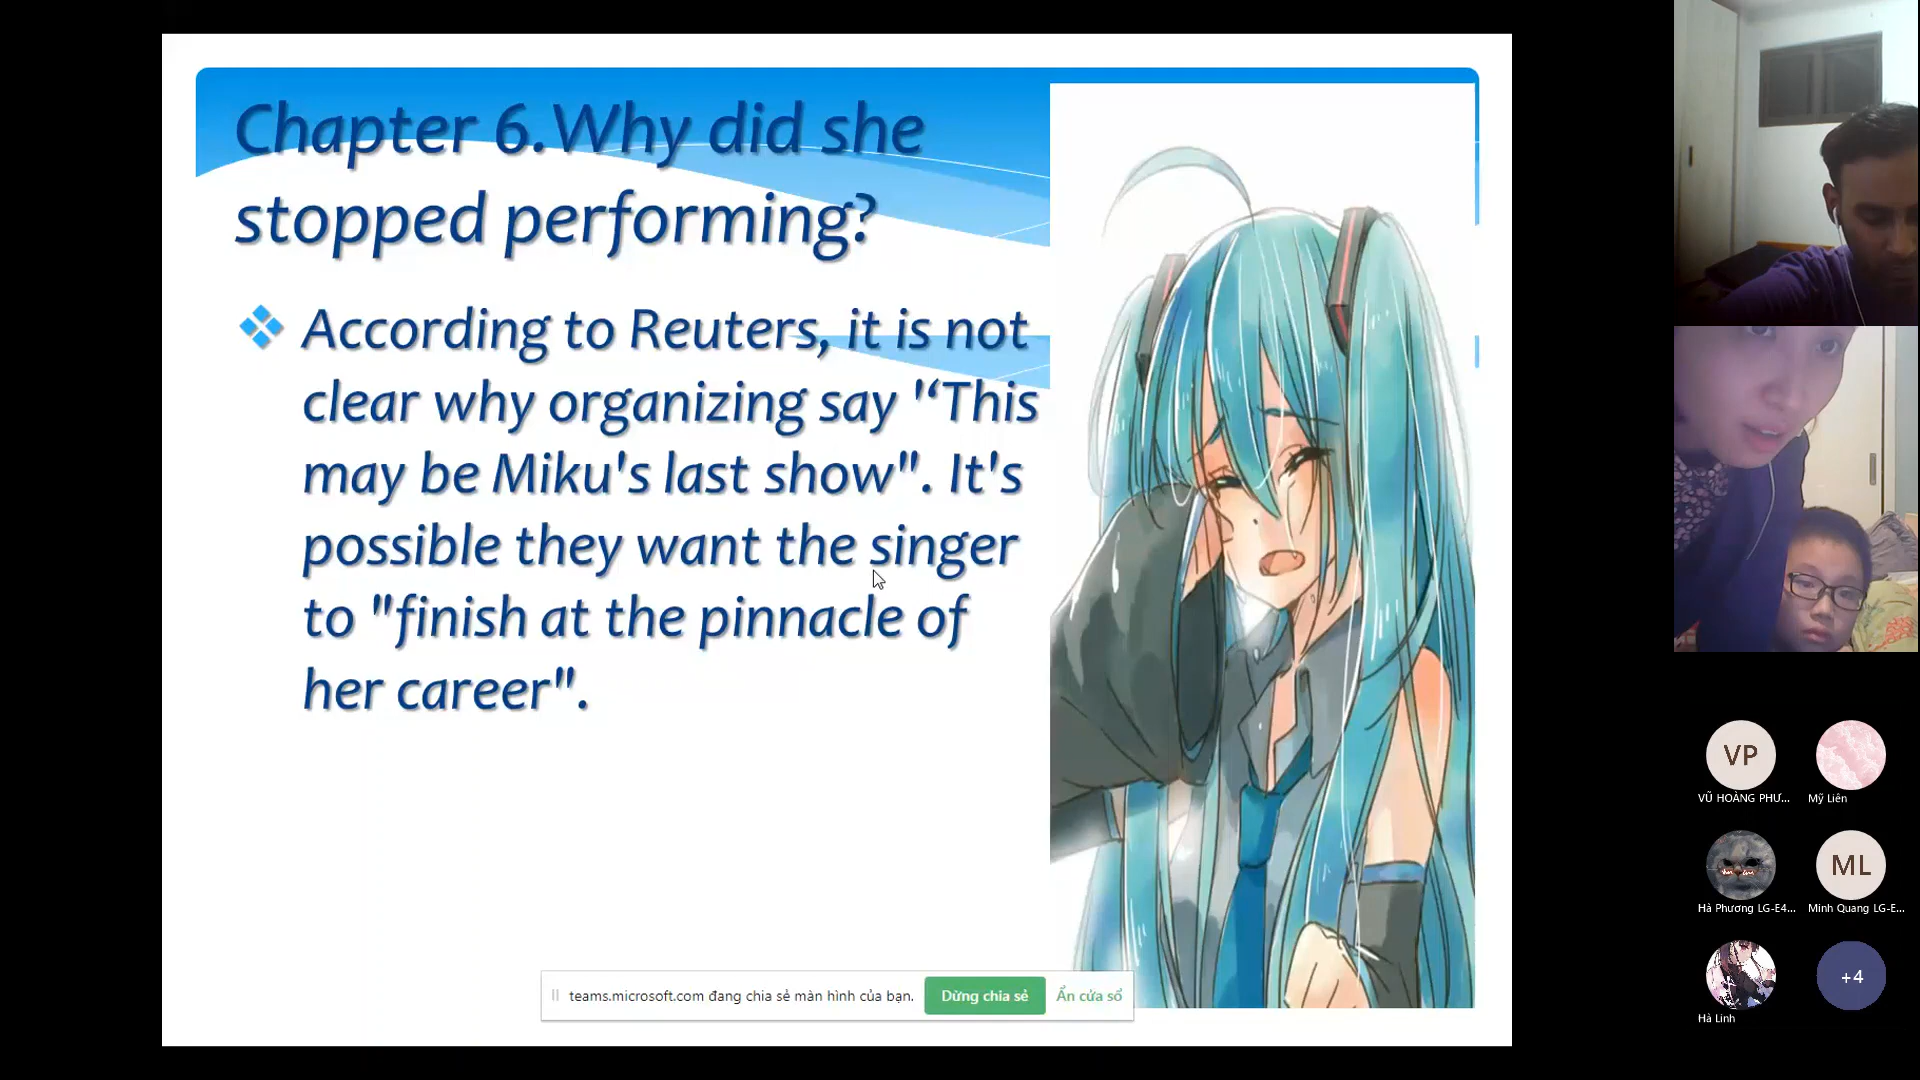 Chapter 6.Why did she
stopped performing?
According to Reuters, it is not
clear why organizing say '“This
may be Miku's last show". It's
possible they want the singer
to "finish at the pinnacle of
her career".
teams.microsoft.com đang chia sẻ màn hình của bạn.
Dừng chia sẻ
Ẩn cửa sổ
VP
VŨ HOÀNG PHƯ...
Mỹ Liên
Hà Phương LG-E4...
ML
Minh Quang LG-E...
Hà Linh
+4